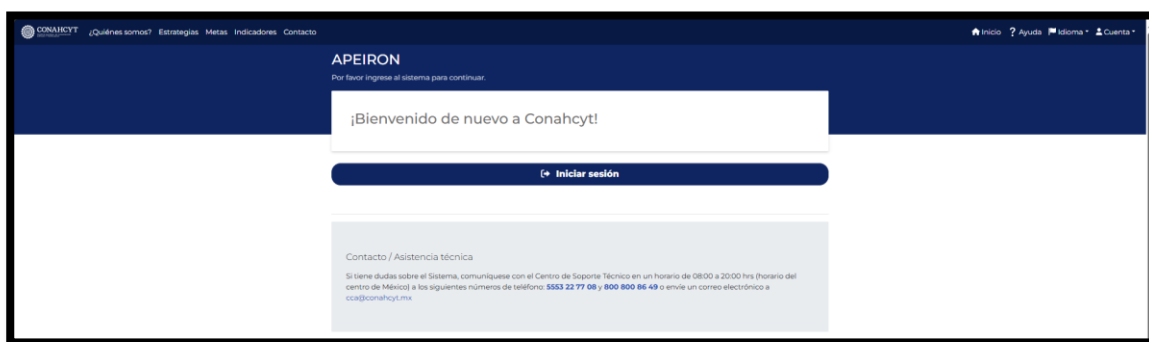 CONAHCYT ¿Quiénes somos? Estrategias Metas Indicadores Contacto Inicio ? Ayuda Idioma Cuenta
APEIRON
Por favor ingrese al sistema para continuar.
¡Bienvenido de nuevo a Conahcyt!
Iniciar sesión
Contacto / Asistencia técnica
Si tiene dudas sobre el Sistema, comuníquese con el Centro de Soporte Técnico en un horario de 08:00 a 20:00 hrs (horario del
centro de México) a los siguientes números de teléfono: 5553 22 77 08 y 800 800 86 49 o envíe un correo electrónico a
cca@conahcyt.mx